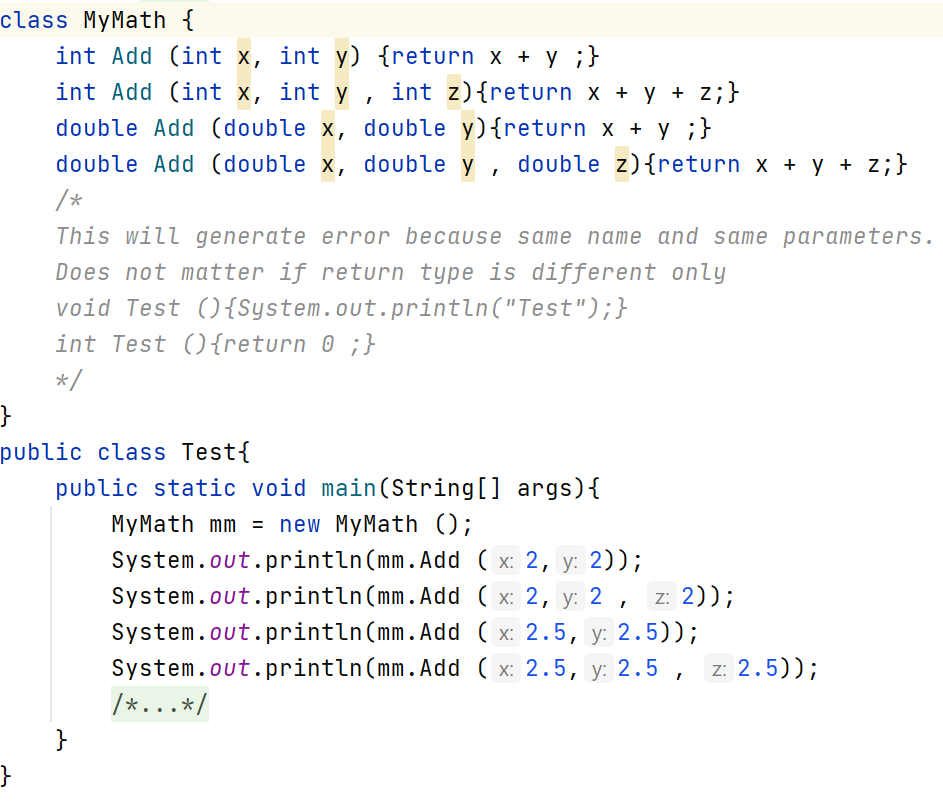 class MyMath {
    int Add (int x, int y) {return x + y ;}
    int Add (int x, int y , int z){return x + y + z;}
    double Add (double x, double y){return x + y ;}
    double Add (double x, double y , double z){return x + y + z;}
    /*
    This will generate error because same name and same parameters.
    Does not matter if return type is different only
    void Test (){System.out.println("Test");}
    int Test (){return 0 ;}
    */
}
public class Test{
    public static void main(String[] args){
        MyMath mm = new MyMath ();
        System.out.println(mm.Add ( x: 2, y: 2));
        System.out.println(mm.Add ( x: 2, y: 2 , z: 2));
        System.out.println(mm.Add ( x: 2.5, y: 2.5));
        System.out.println(mm.Add ( x: 2.5, y: 2.5 , z: 2.5));
        /*...*/
    }
}